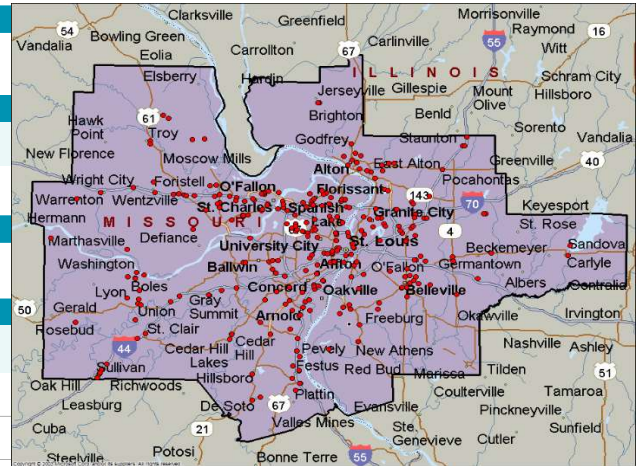 Clarksville
Greenfield
Morrisonville
54
Bowling Green
Carrollton
67
Carlinville
55
Raymond
16
Vandalia
Eolia
Witt
Elsberry
Hardin
ILLINOIS
Schram City
Jerseyville
Gillespie
Mount
Olive
Hillsboro
Hawk
Point
61
Troy
Brighton
Benld
Sorento
Godfrey
Staunton
Vandalia
New Florence
Moscow Mills
Alton
East Alton
Greenville
40
Wright City
Foristell
O'Fallon
Florissant
Pocahontas
Warrenton
Wentzville
St. Charles
Spanish
Lake
143
Granite City
70
Keyesport
Hermann
MISSOURI
St. Rose
Marthasville
Defiance
University City
St. Louis
4
Beckemeyer
Sandova
Washington
Ballwin
Affton
O'Fallon
Germantown
Carlyle
Lyon
Boles
Concord
Oakville
Belleville
Albers
Centralia
50
Gerald
Union
Gray
Summit
Arnold
Freeburg
Okawville
Irvington
Rosebud
St. Clair
44
Cedar Hill
Lakes
Cedar
Hill
Pevely
New Athens
Nashville
Ashley
Sullivan
Hillsboro
Festus
Red Bud
Marissa
Tilden
51
Oak Hill
Richwoods
Plattin
Coulterville
Tamaroa
Leasburg
De Soto
67
Evansville
Pinckneyville
Cuba
21
Valles Mines
Ste.
Genevieve
Cutler
Sunfield
Steelville
Potosi
Bonne Terre
55